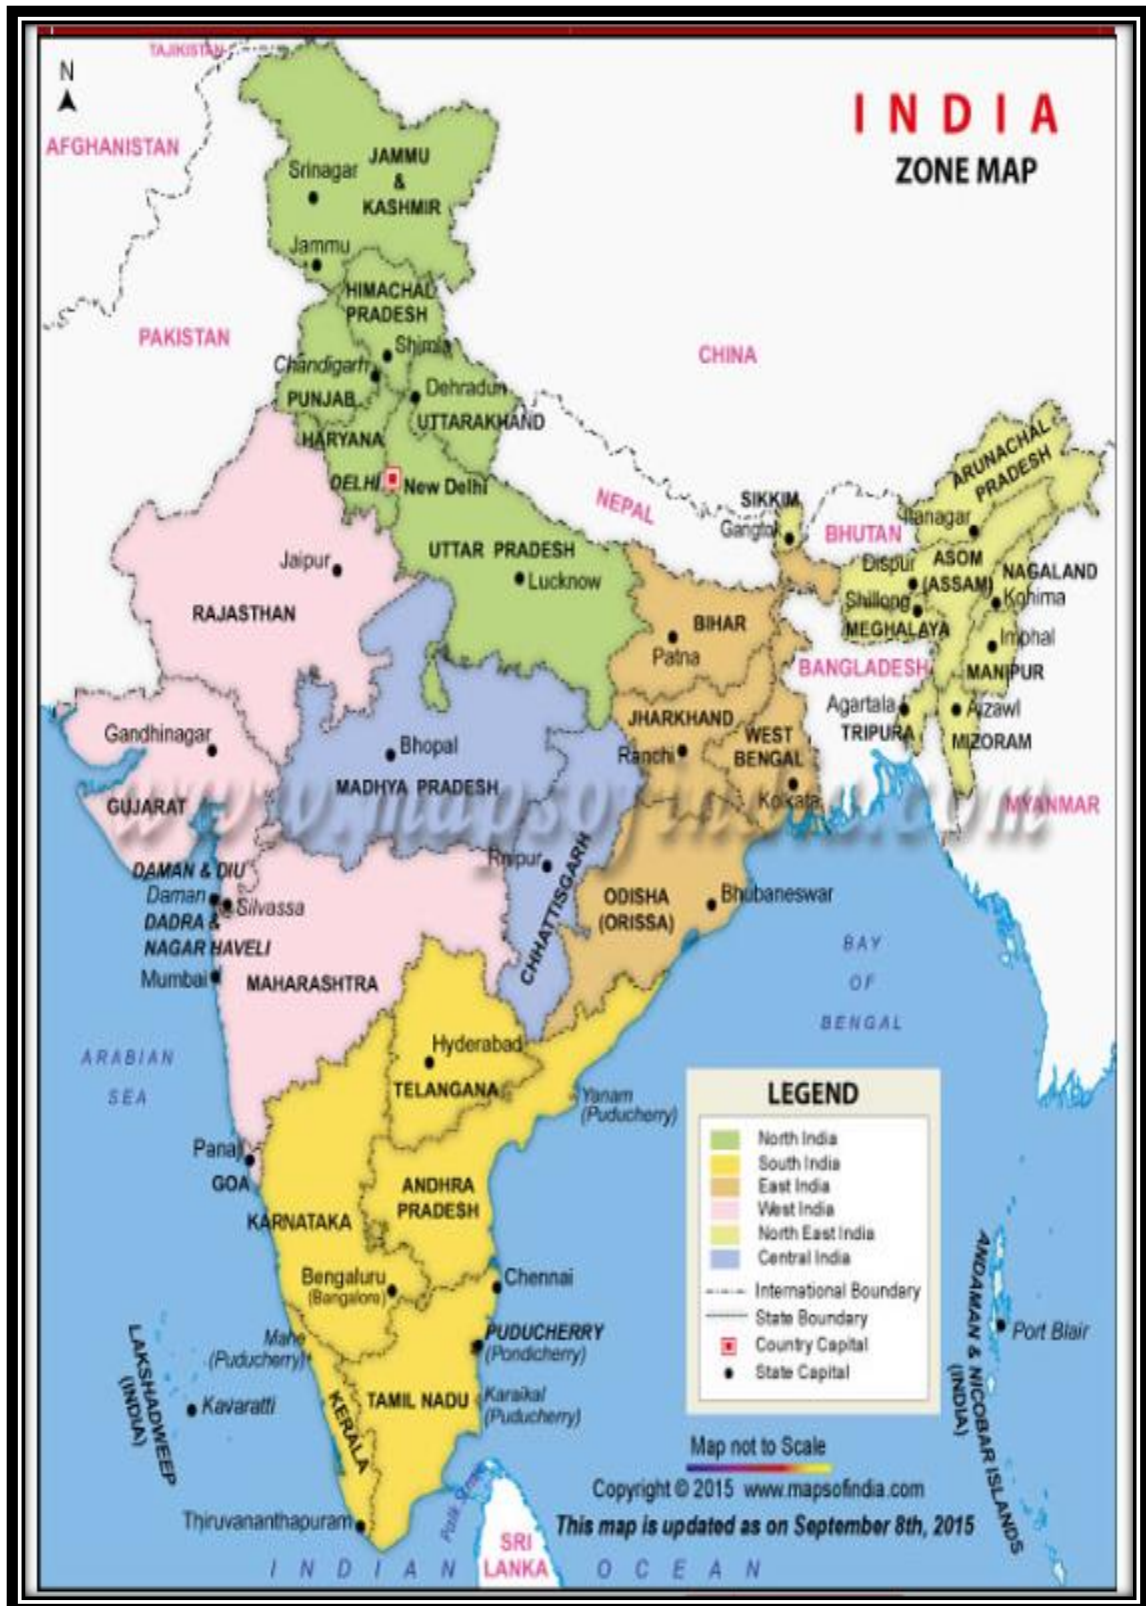 TAJIKISTAN
N
AFGHANISTAN
INDIA
ZONE MAP
JAMMU
&
KASHMIR
Srinagar
Jammu
HIMACHAL
PRADESH
PAKISTAN
CHINA
Shimla
Chandigarh
PUNJAB
Dehradun
UTTARAKHAND
HARYANA
DELHI
New Delhi
NEPAL
SIKKIM
Gangtok
BHUTAN
ARUNACHAL
PRADESH
Itanagar
Jaipur
RAJASTHAN
UTTAR PRADESH
Lucknow
Dispur
ASOM
(ASSAM)
NAGALAND
Kohima
Shillong
MEGHALAYA
BIHAR
Patna
Imphal
MANIPUR
BANGLADESH
Agartala
TRIPURA
Aizawl
MIZORAM
Gandhinagar
GUJARAT
Bhopal
MADHYA PRADESH
JHARKHAND
Ranchi
WEST
BENGAL
Kolkata
MYANMAR
www.mapsofindia.com
DAMAN & DIU
Daman
Silvassa
DADRA &
NAGAR HAVELI
Mumbai
MAHARASHTRA
Raipur
CHHATTISGARH
ODISHA
(ORISSA)
Bhubaneswar
BAY
OF
BENGAL
ARABIAN
SEA
Hyderabad
TELANGANA
Yanam
(Puducherry)
Panaji
GOA
KARNATAKA
ANDHRA
PRADESH
Bengaluru
(Bangalore)
Chennai
Mahe
(Puducherry)
PUDUCHERRY
(Pondicherry)
TAMIL NADU
Karaikal
(Puducherry)
KERALA
LAKSHADWEEP
(INDIA)
Kavaratti
Thiruvananthapuram
Palk Strait
SRI
LANKA
INDIAN OCEAN
LEGEND
North India
South India
East India
West India
North East India
Central India
International Boundary
State Boundary
Country Capital
State Capital
ANDAMAN & NICOBAR ISLANDS
(INDIA)
Port Blair
Map not to Scale
Copyright © 2015 www.mapsofindia.com
This map is updated as on September 8th, 2015